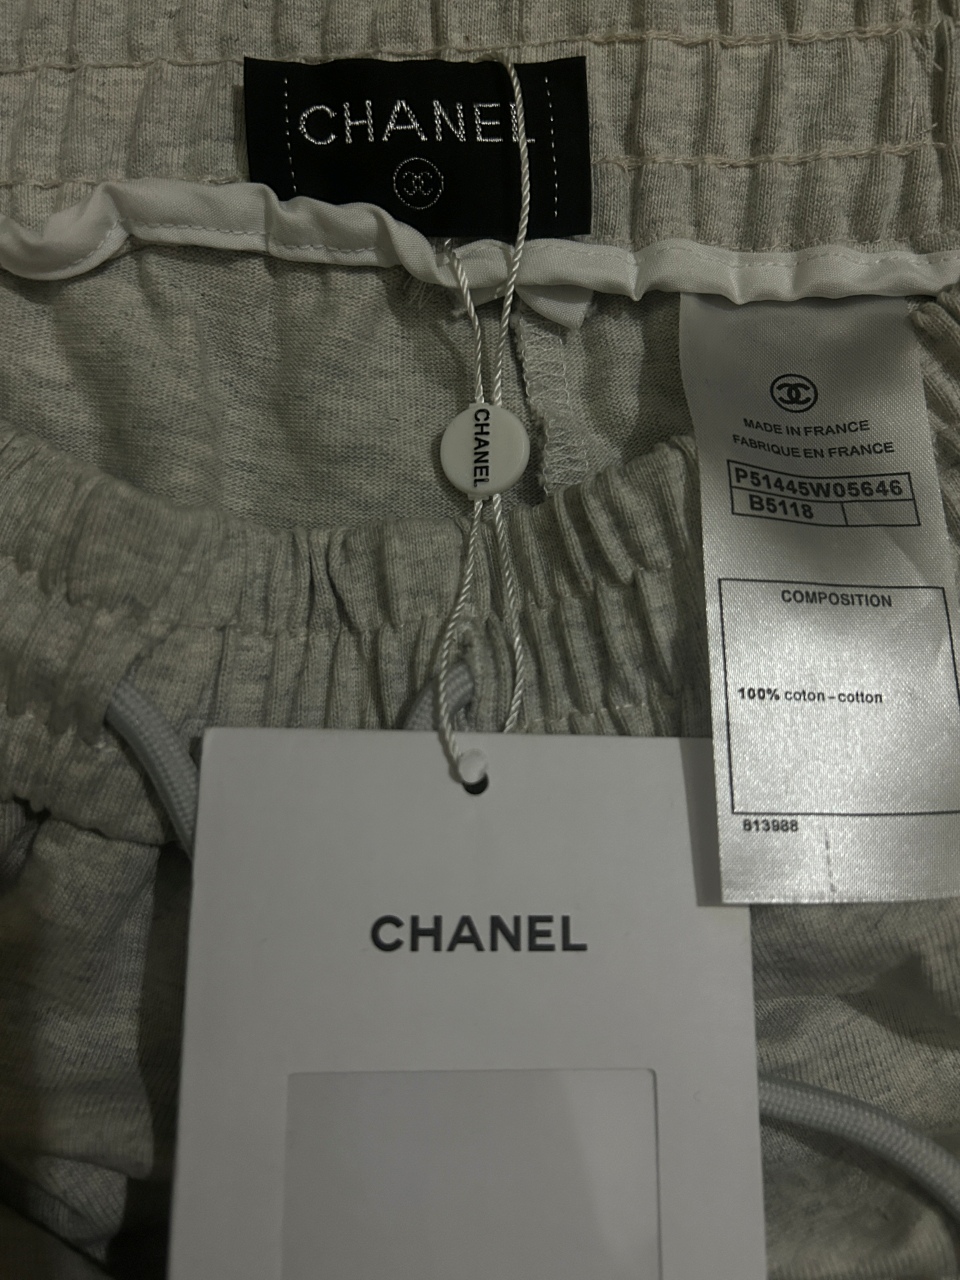 CHANEL
CHANEL
MADE IN FRANCE
FABRIQUE EN FRANCE
P51445W05646
B5118
COMPOSITION
100% coton-cotton
813988
CHANEL